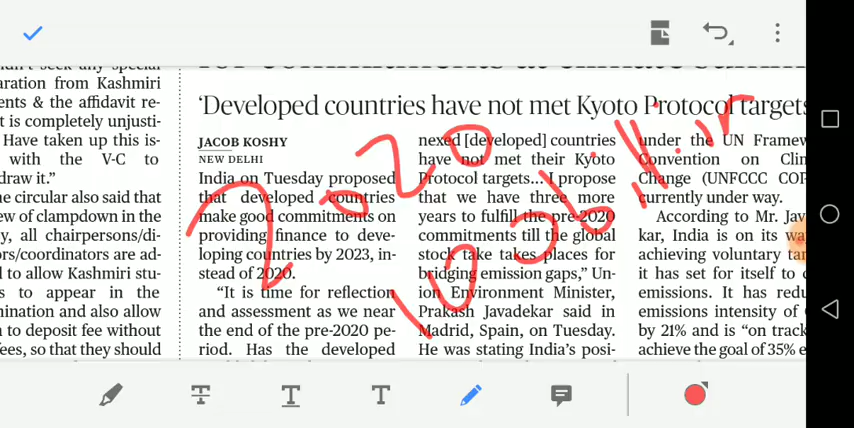 aration from Kashmiri
ents & the affidavit re-
t is completely unjusti-
Have taken up this is-
with the V-C to
draw it."
e circular also said that
ew of clampdown in the
y, all chairpersons/di-
ors/coordinators are ad-
to allow Kashmiri stu-
s to appear in the
mination and also allow
to deposit fee without
fees, so that they should
for commitments at climate summi
'Developed countries have not met Kyoto Protocol targets
JACOB KOSHY
NEW DELHI
India on Tuesday proposed
that developed countries
make good commitments on
providing finance to deve-
loping countries by 2023, in-
stead of 2020.
"It is time for reflection
and assessment as we near
the end of the pre-2020 pe-
riod. Has the developed
nexed [developed] countries
have not met their Kyoto
Protocol targets... I propose
that we have three more
years to fulfill the pre-2020
commitments till the global
stock take takes places for
bridging emission gaps," Un-
ion Environment Minister,
Prakash Javadekar said in
Madrid, Spain, on Tuesday.
He was stating India's posi-
under the UN Framew
Convention on Clim
Change (UNFCCC COP
currently under way.
According to Mr. Jav
kar, India is on its wa
achieving voluntary tar
it has set for itself to c
emissions. It has redu
emissions intensity of
by 21% and is "on track
achieve the goal of 35% e
2020
T
T
T